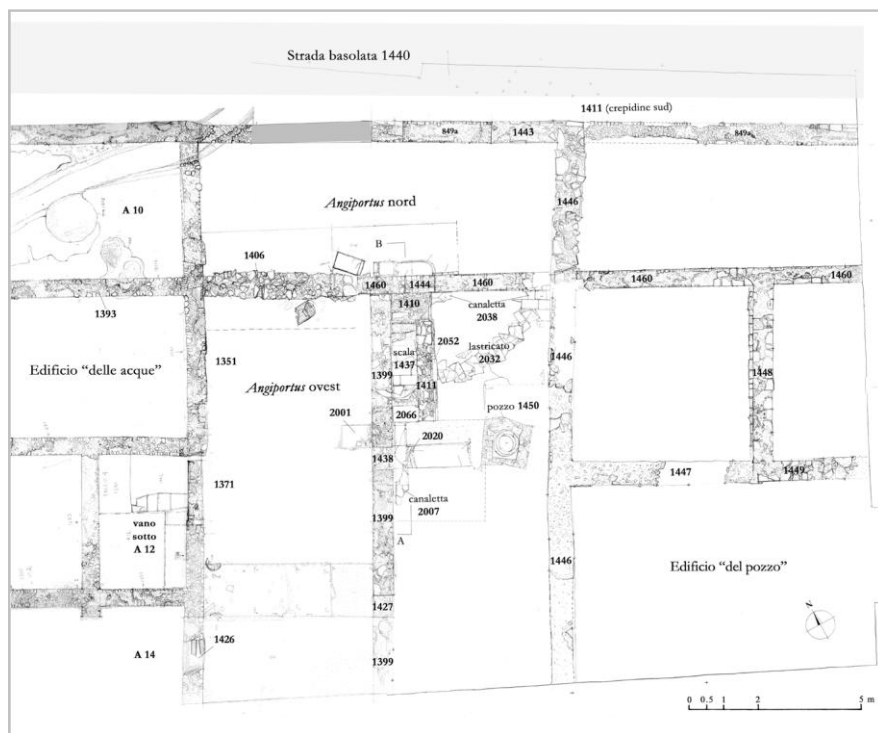 Strada basolata 1440
1411 (crepidine sud)
849a
1443
849a
A 10
Angiportus nord
1446
B
1406
1460
1444
1460
1460
1460
1393
1410
canaletta
2038
2052
1351
scala
1437
lastricato
2032
1446
Edificio “delle acque”
1399
1448
Angiportus ovest
1411
pozzo 1450
2001
2066
2020
1438
1447
1449
1371
canaletta
2007
1399
vano
sotto
A 12
A
1446
Edificio “del pozzo”
1427
N
1426
A 14
1399
0 0.5 1 2 5 m